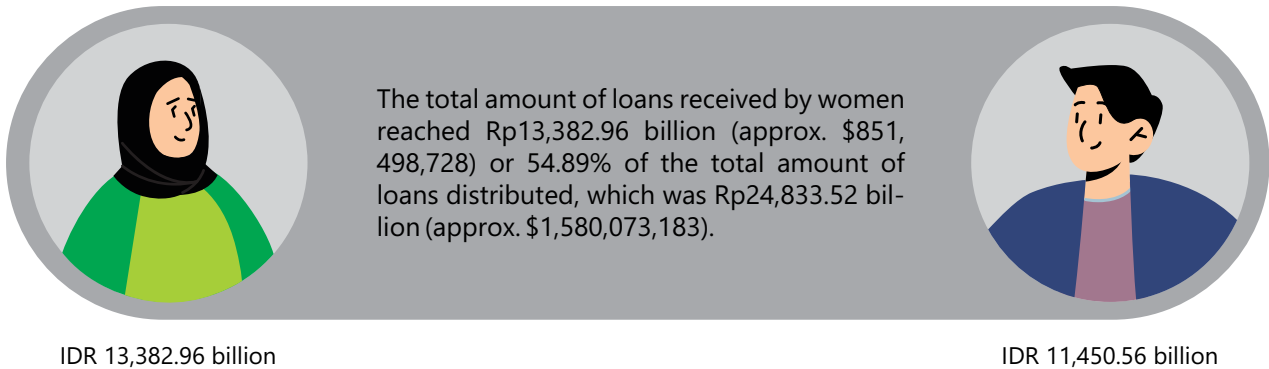 The total amount of loans received by women
reached Rp13,382.96 billion (approx. $851,
498,728) or 54.89% of the total amount of
loans distributed, which was Rp24,833.52 bil-
lion (approx. $1,580,073,183).
IDR 13,382.96 billion
IDR 11,450.56 billion